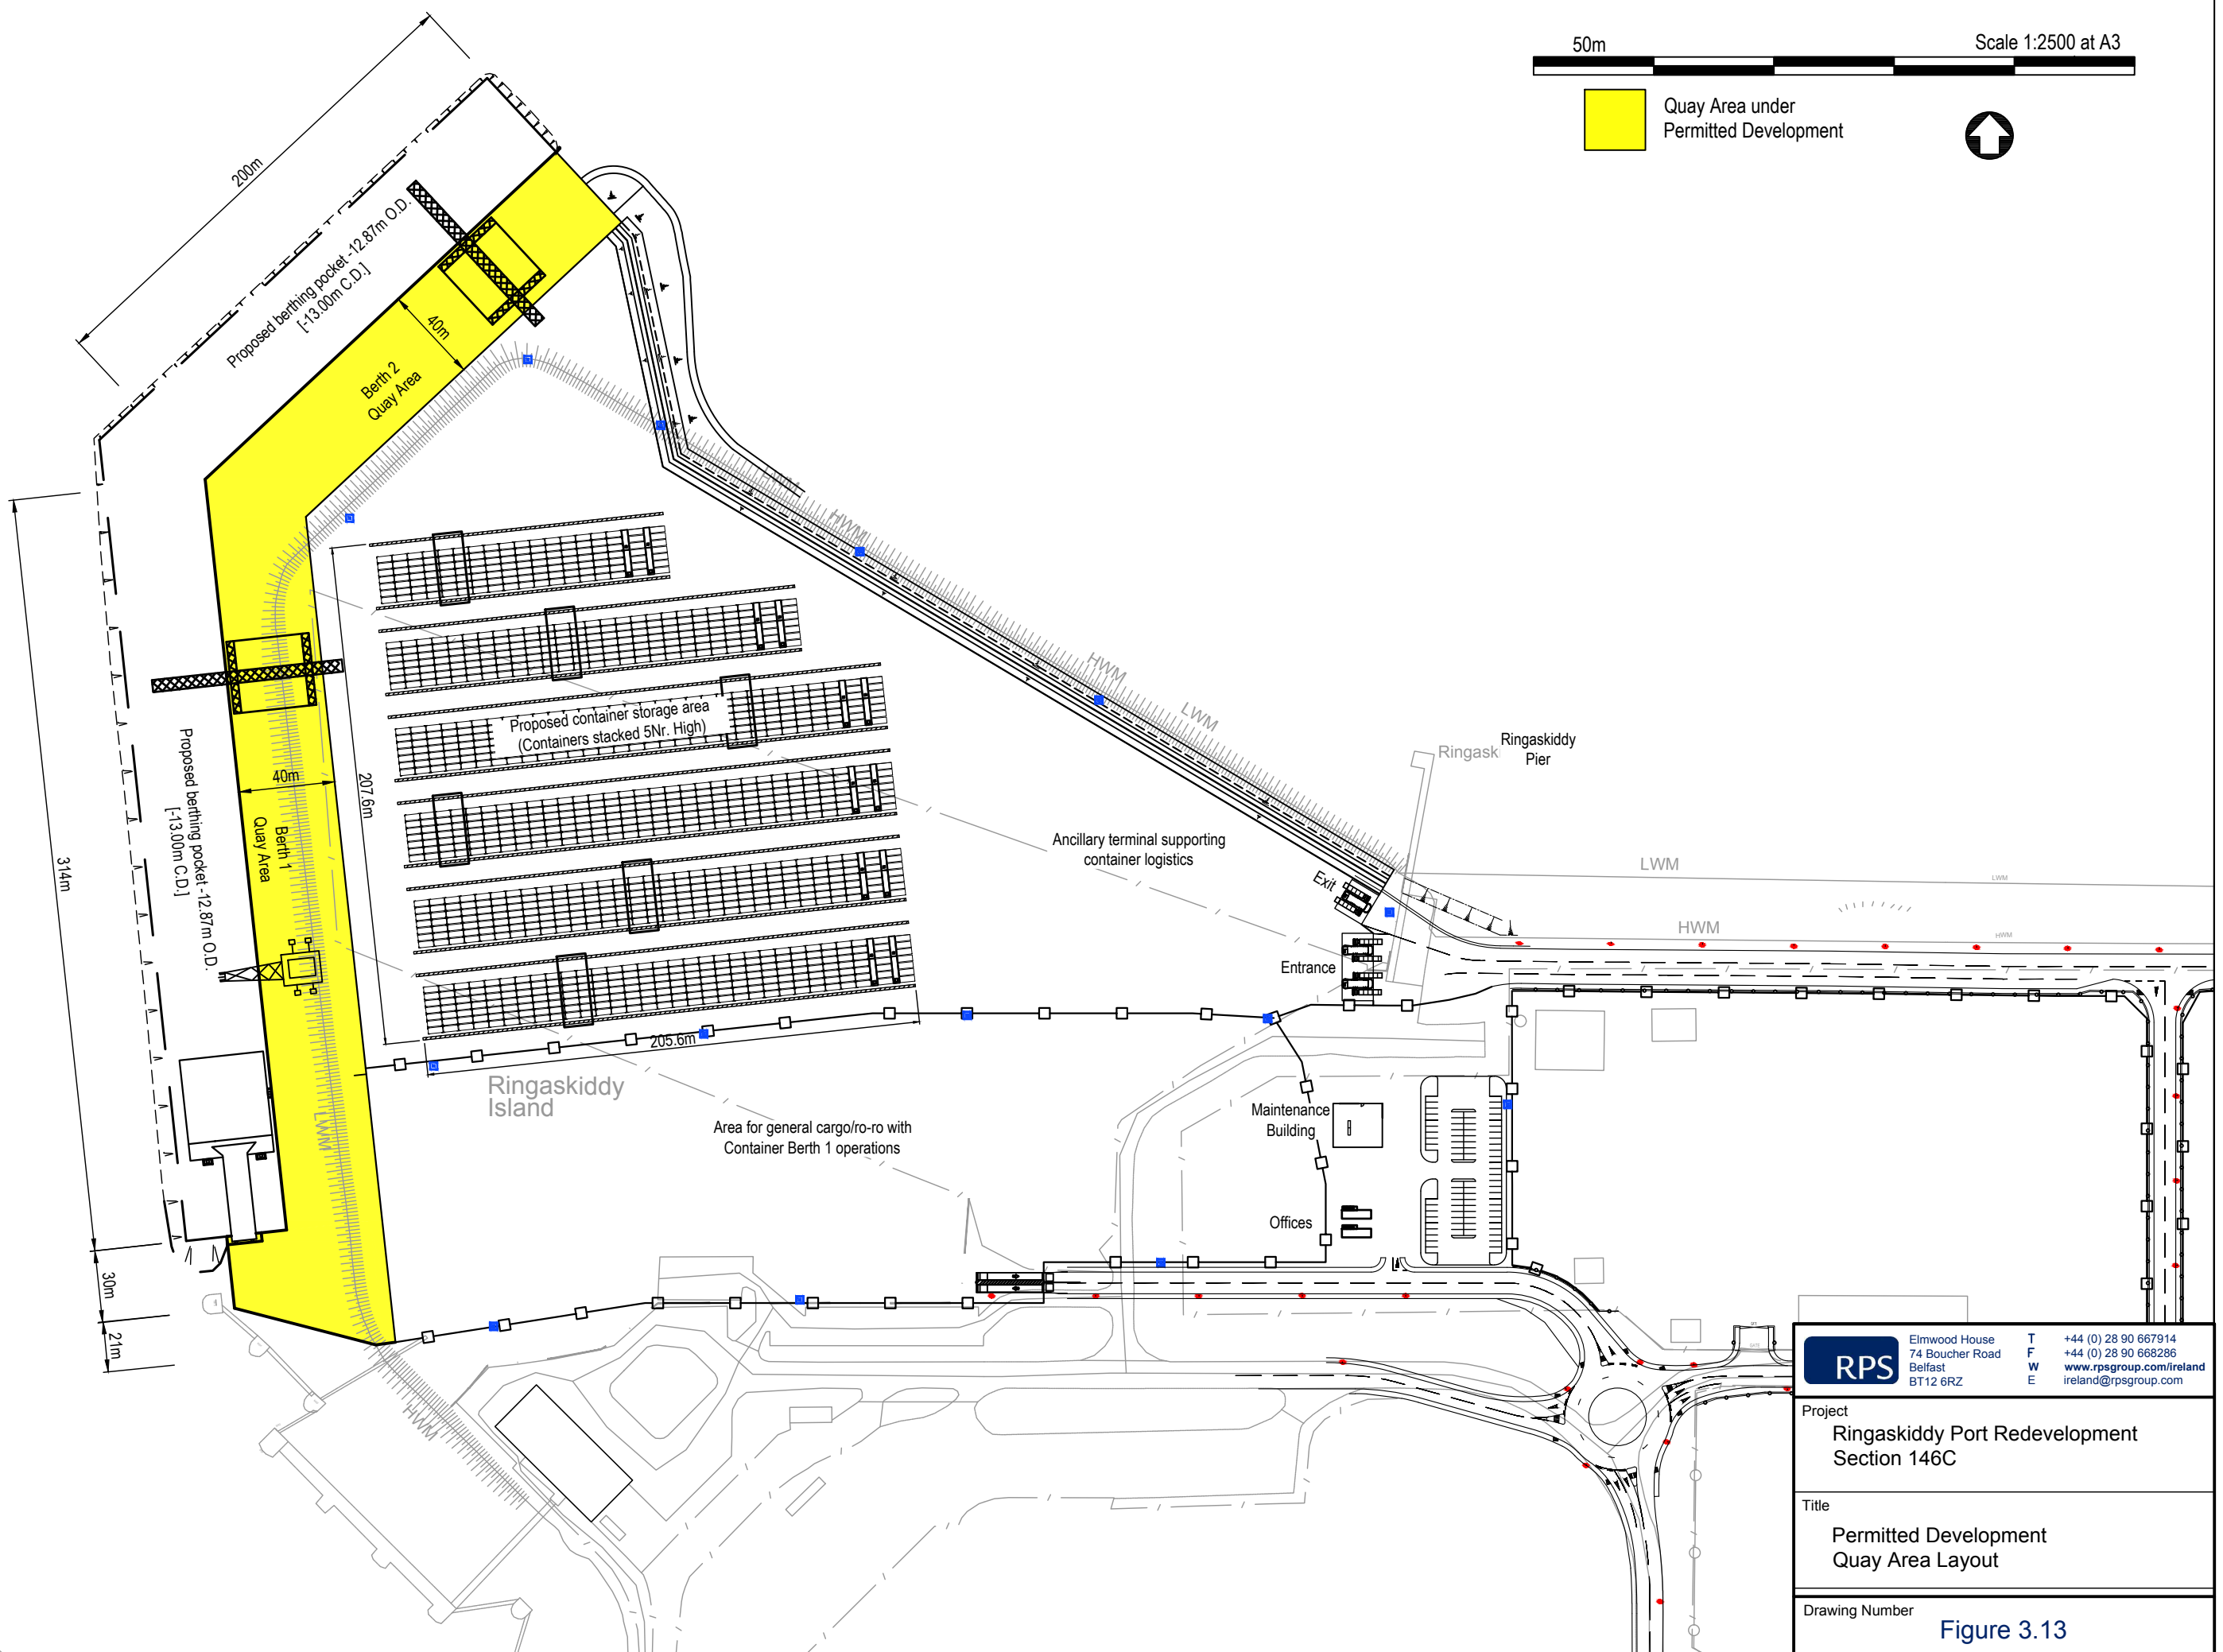 50m
Scale 1:2500 at A3
Quay Area under
Permitted Development
200m
Proposed berthing pocket -12.87m O.D.
[-13.00m C.D.]
40m
Berth 2
Quay Area
LWM
HWM
HWM
LWM
Proposed container storage area
(Containers stacked 5Nr. High)
Ringask
Ringaskiddy
Pier
40m
207.6m
Proposed berthing pocket -12.87m O.D.
[-13.00m C.D.]
Berth 1
Quay Area
314m
Ancillary terminal supporting
container logistics
Exit
LWM
LWM
HWM
HWM
Entrance
205.6m
Ringaskiddy
Island
Maintenance
Building
Area for general cargo/ro-ro with
Container Berth 1 operations
LWM
Offices
30m
21m
HWM
RPS
Elmwood House
74 Boucher Road
Belfast
BT12 6RZ
T +44 (0) 28 90 667914
F +44 (0) 28 90 668286
W www.rpsgroup.com/ireland
E ireland@rpsgroup.com
Project
Ringaskiddy Port Redevelopment
Section 146C
Title
Permitted Development
Quay Area Layout
Drawing Number
Figure 3.13